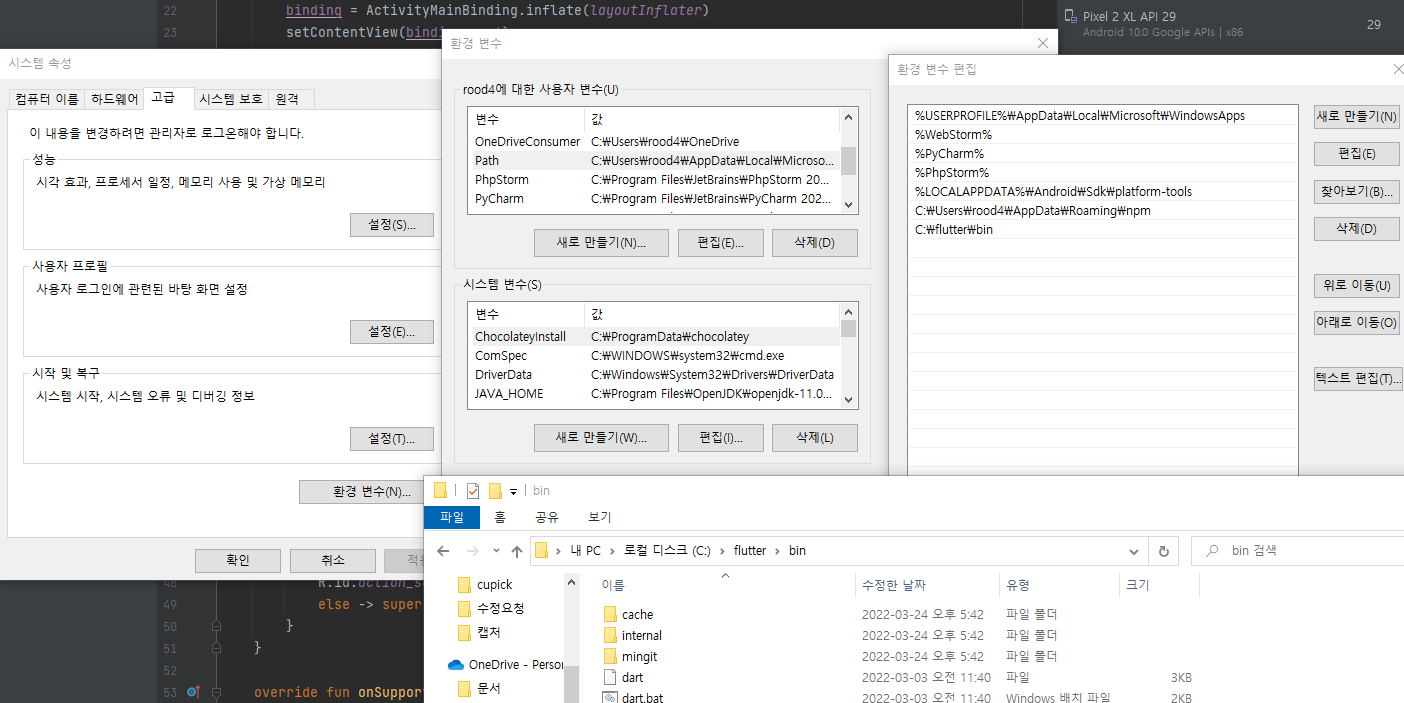 22 binding = ActivityMainBinding.inflate(layoutInflater)
23 setContentView(bindi
Pixel 2 XL API 29
Android 10.0 Google APIs | x86
29
시스템 속성
컴퓨터 이름 하드웨어 고급 시스템 보호 원격
이 내용을 변경하려면 관리자로 로그온해야 합니다.
성능
시각 효과, 프로세서 일정, 메모리 사용 및 가상 메모리
설정(S)...
사용자 프로필
사용자 로그인에 관련된 바탕 화면 설정
설정(E)...
시작 및 복구
시스템 시작, 시스템 오류 및 디버깅 정보
설정(T)...
환경 변수(N)...
확인 취소 적용
환경 변수
rood4에 대한 사용자 변수(U)
변수 값
OneDriveConsumer C:₩Users₩rood4₩OneDrive
Path C:₩Users₩rood4₩AppData₩Local₩Microso...
PhpStorm C:₩Program Files₩JetBrains₩PhpStorm 20...
PyCharm C:₩Program Files₩JetBrains₩PyCharm 202...
새로 만들기(N)... 편집(E)... 삭제(D)
시스템 변수(S)
변수 값
ChocolateyInstall C:₩ProgramData₩chocolatey
ComSpec C:₩WINDOWS₩system32₩cmd.exe
DriverData C:₩Windows₩System32₩Drivers₩DriverData
JAVA_HOME C:₩Program Files₩OpenJDK₩openjdk-11.0...
새로 만들기(W)... 편집(I)... 삭제(L)
환경 변수 편집
%USERPROFILE%₩AppData₩Local₩Microsoft₩WindowsApps
%WebStorm%
%PyCharm%
%PhpStorm%
%LOCALAPPDATA%₩Android₩Sdk₩platform-tools
C:₩Users₩rood4₩AppData₩Roaming₩npm
C:₩flutter₩bin
새로 만들기(N)
편집(E)
찾아보기(B)...
삭제(D)
위로 이동(U)
아래로 이동(O)
텍스트 편집(T)...
bin
파일 홈 공유 보기
내 PC 로컬 디스크 (C:) flutter bin
bin 검색
cupick
수정요청
캡처
OneDrive - Person
문서
이름 수정한 날짜 유형 크기
cache 2022-03-24 오후 5:42 파일 폴더
internal 2022-03-24 오후 5:42 파일 폴더
mingit 2022-03-24 오후 5:42 파일 폴더
dart 2022-03-03 오전 11:40 파일 3KB
dart.bat 2022-03-03 오전 11:40 Windows 배치 파일 2KB
48 R.id.action_s
49 else -> super
50 }
51 }
52
53 override fun onSupport